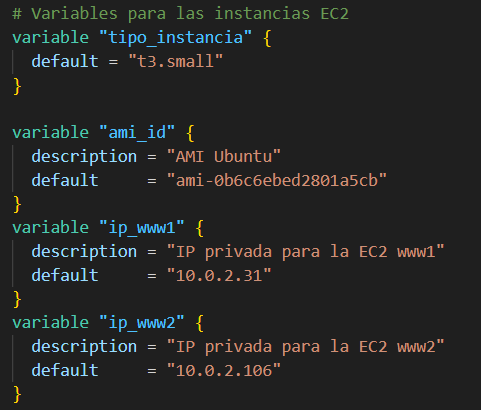 # Variables para las instancias EC2
variable "tipo_instancia" {
  default = "t3.small"
}

variable "ami_id" {
  description = "AMI Ubuntu"
  default     = "ami-0b6c6ebed2801a5cb"
}
variable "ip_www1" {
  description = "IP privada para la EC2 www1"
  default     = "10.0.2.31"
}
variable "ip_www2" {
  description = "IP privada para la EC2 www2"
  default     = "10.0.2.106"
}